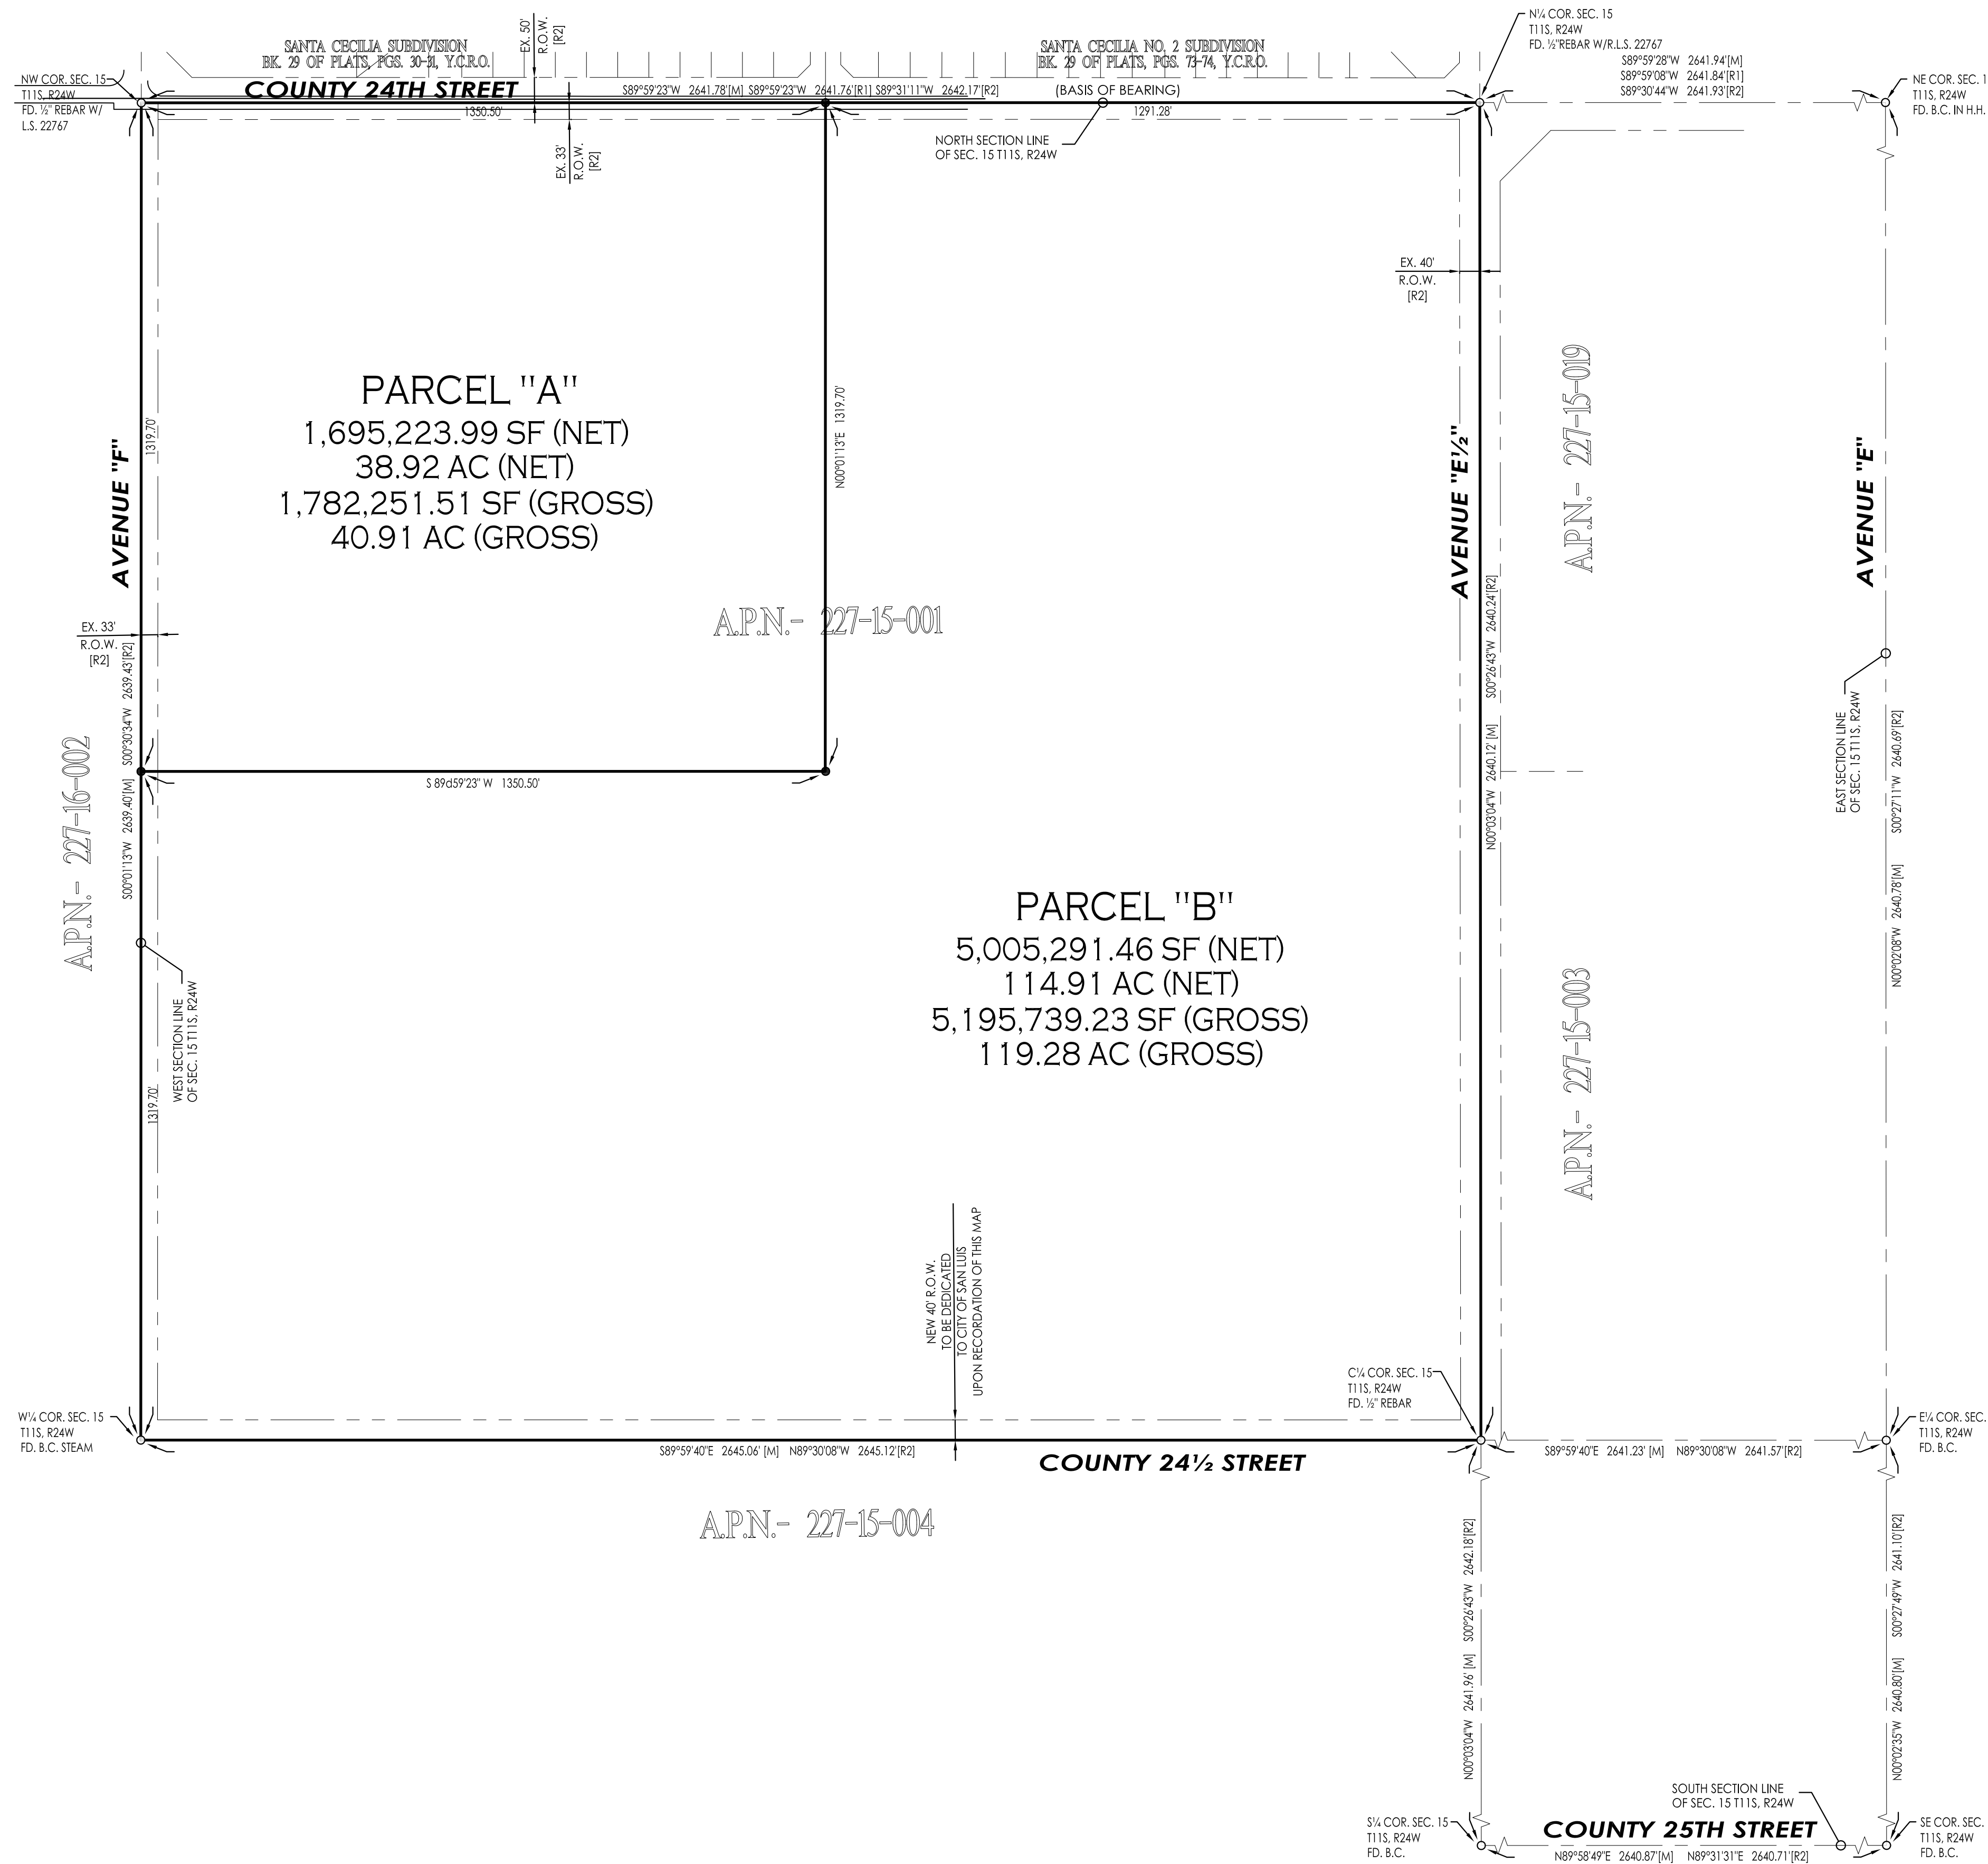 SANTA CECILIA SUBDIVISION
BK. 29 OF PLATS, PGS. 30-31, Y.C.R.O.
EX. 50'
R.O.W.
[R2]
SANTA CECILIA NO. 2 SUBDIVISION
BK. 29 OF PLATS, PGS. 73-74, Y.C.R.O.
N¼ COR. SEC. 15
T11S, R24W
FD. ½"REBAR W/R.L.S. 22767
S89°59'28"W 2641.94'[M]
S89°59'08"W 2641.84'[R1]
S89°30'44"W 2641.93'[R2]
NE COR. SEC. 1
T11S, R24W
FD. B.C. IN H.H.
NW COR. SEC. 15
T11S, R24W
FD. ½" REBAR W/
L.S. 22767
COUNTY 24TH STREET
S89°59'23"W 2641.78'[M] S89°59'23"W 2641.76'[R1] S89°31'11"W 2642.17'[R2]
(BASIS OF BEARING)
1350.50'
1291.28'
EX. 33'
R.O.W.
[R2]
NORTH SECTION LINE
OF SEC. 15 T11S, R24W
EX. 40'
R.O.W.
[R2]
PARCEL "A"
1,695,223.99 SF (NET)
38.92 AC (NET)
1,782,251.51 SF (GROSS)
40.91 AC (GROSS)
1319.70'
AVENUE "F"
N00°01'13"E 1319.70'
AVENUE "E½"
A.P.N.- 227-15-019
AVENUE "E"
A.P.N.- 227-15-001
EX. 33'
R.O.W.
[R2]
S00°01'13"W 2639.40'[M] S00°30'34"W 2639.43'[R2]
N00°03'04"W 2640.12' [M] S00°26'43"W 2640.24'[R2]
EAST SECTION LINE
OF SEC. 15 T11S, R24W
N00°02'08"W 2640.78'[M] S00°27'11"W 2640.69'[R2]
S 89d59'23" W 1350.50'
A.P.N.- 227-16-002
PARCEL "B"
5,005,291.46 SF (NET)
114.91 AC (NET)
5,195,739.23 SF (GROSS)
119.28 AC (GROSS)
WEST SECTION LINE
OF SEC. 15 T11S, R24W
1319.70'
A.P.N.- 227-15-003
NEW 40' R.O.W.
TO BE DEDICATED
TO CITY OF SAN LUIS
UPON RECORDATION OF THIS MAP
C¼ COR. SEC. 15
T11S, R24W
FD. ½" REBAR
W¼ COR. SEC. 15
T11S, R24W
FD. B.C. STEAM
E¼ COR. SEC.
T11S, R24W
FD. B.C.
S89°59'40"E 2645.06' [M] N89°30'08"W 2645.12'[R2]
COUNTY 24½ STREET
S89°59'40"E 2641.23' [M] N89°30'08"W 2641.57'[R2]
A.P.N.- 227-15-004
N00°03'04"W 2641.96' [M] S00°26'43"W 2642.18'[R2]
N00°02'35"W 2640.80'[M] S00°27'49"W 2641.10'[R2]
SOUTH SECTION LINE
OF SEC. 15 T11S, R24W
S¼ COR. SEC. 15
T11S, R24W
FD. B.C.
COUNTY 25TH STREET
N89°58'49"E 2640.87'[M] N89°31'31"E 2640.71'[R2]
SE COR. SEC.
T11S, R24W
FD. B.C.